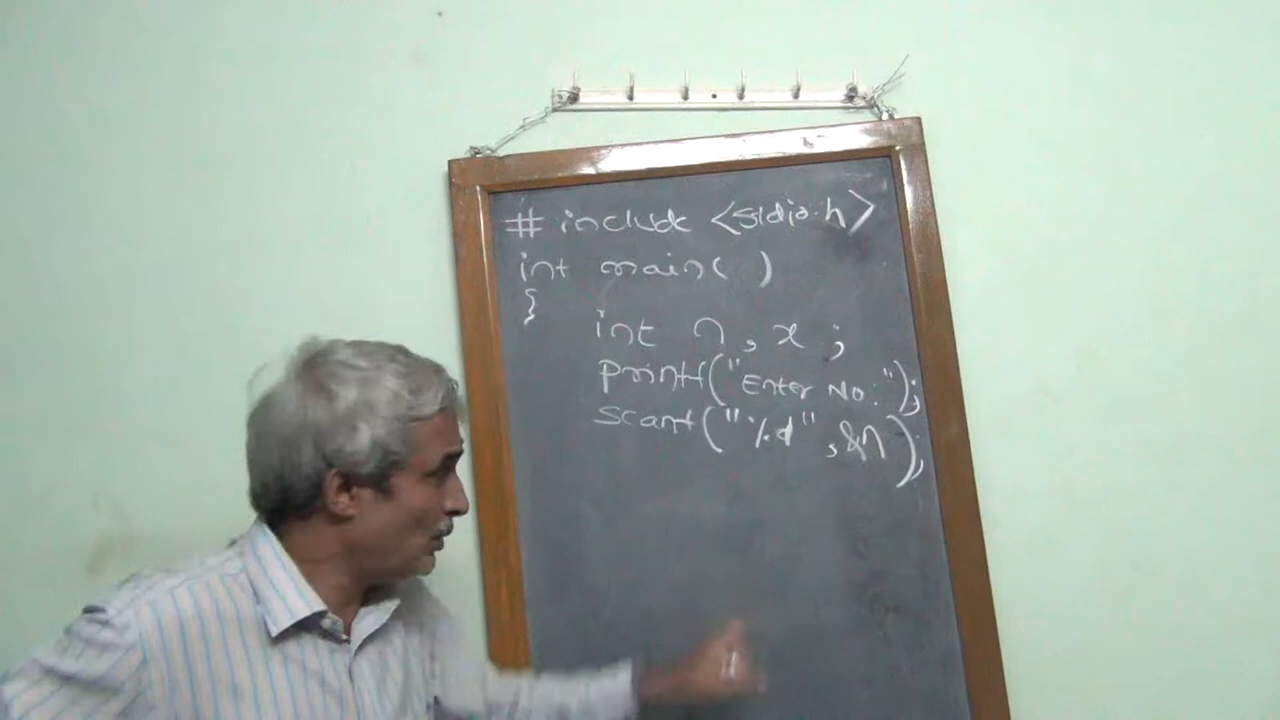 # include <stdio.h>
int main( )
{
int n, x ;
printf("Enter No:");
scanf("%d" ,&n);